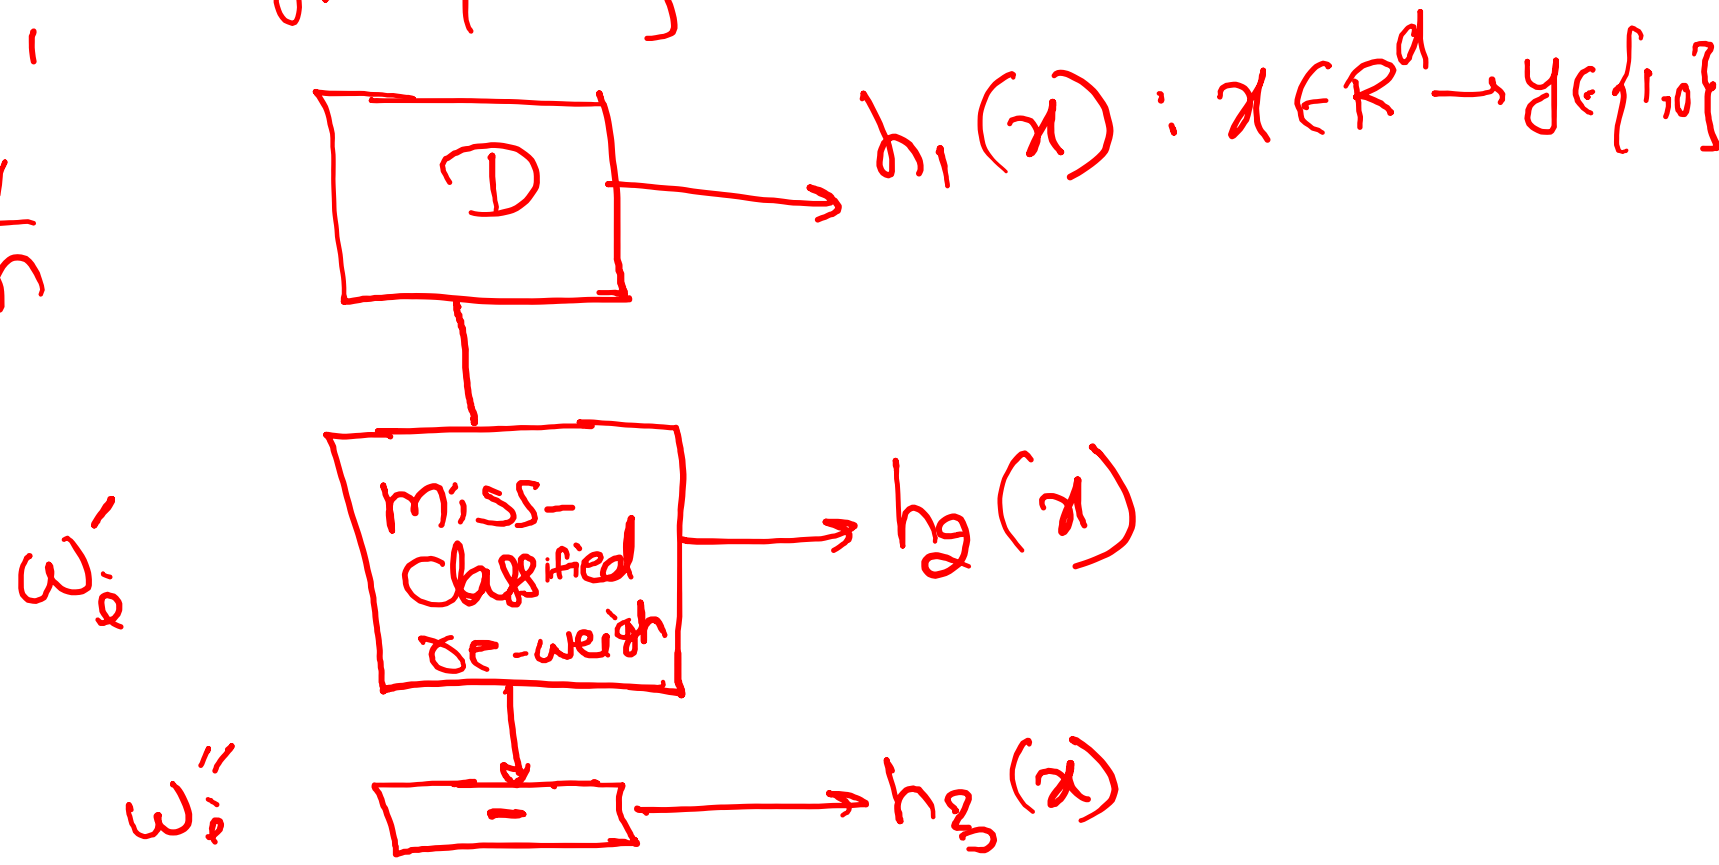 D
h₁(x) : x ∈ R^d → y ∈ {1,0}
n
miss-
classified
re-weigh
wᵢ'
h₂(x)
wᵢ''
-
h₃(x)